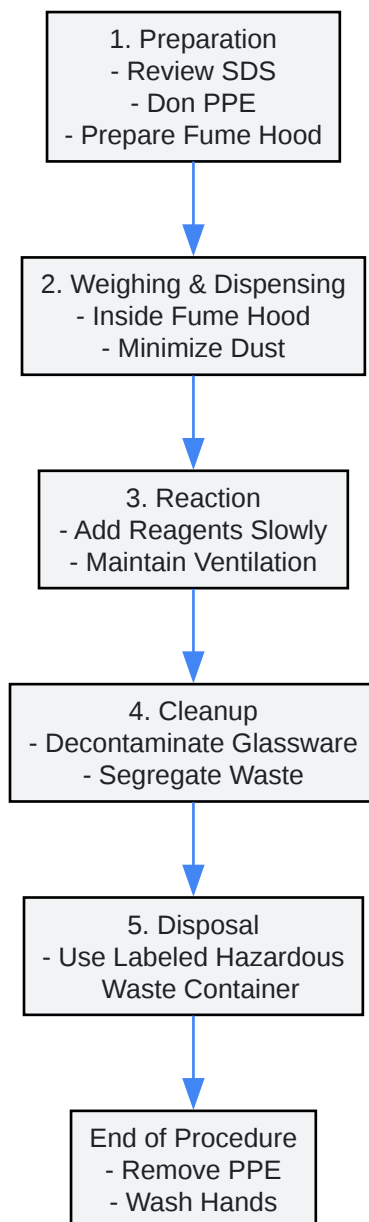 1. Preparation
- Review SDS
- Don PPE
- Prepare Fume Hood
2. Weighing & Dispensing
- Inside Fume Hood
- Minimize Dust
3. Reaction
- Add Reagents Slowly
- Maintain Ventilation
4. Cleanup
- Decontaminate Glassware
- Segregate Waste
5. Disposal
- Use Labeled Hazardous
Waste Container
End of Procedure
- Remove PPE
- Wash Hands